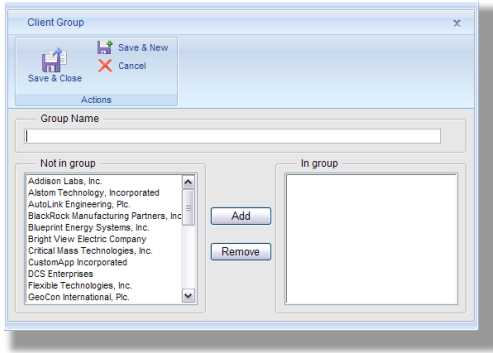 Client Group
x
Save & New
Cancel
Save & Close
Actions
Group Name
Not in group
In group
Addison Labs, Inc.
Alstom Technology, Incorporated
AutoLink Engineering, Plc.
BlackRock Manufacturing Partners, Inc
Blueprint Energy Systems, Inc.
Bright View Electric Company
Critical Mass Technologies, Inc.
CustomApp Incorporated
DCS Enterprises
Flexible Technologies, Inc.
GeoCon International, Plc.
Add
Remove